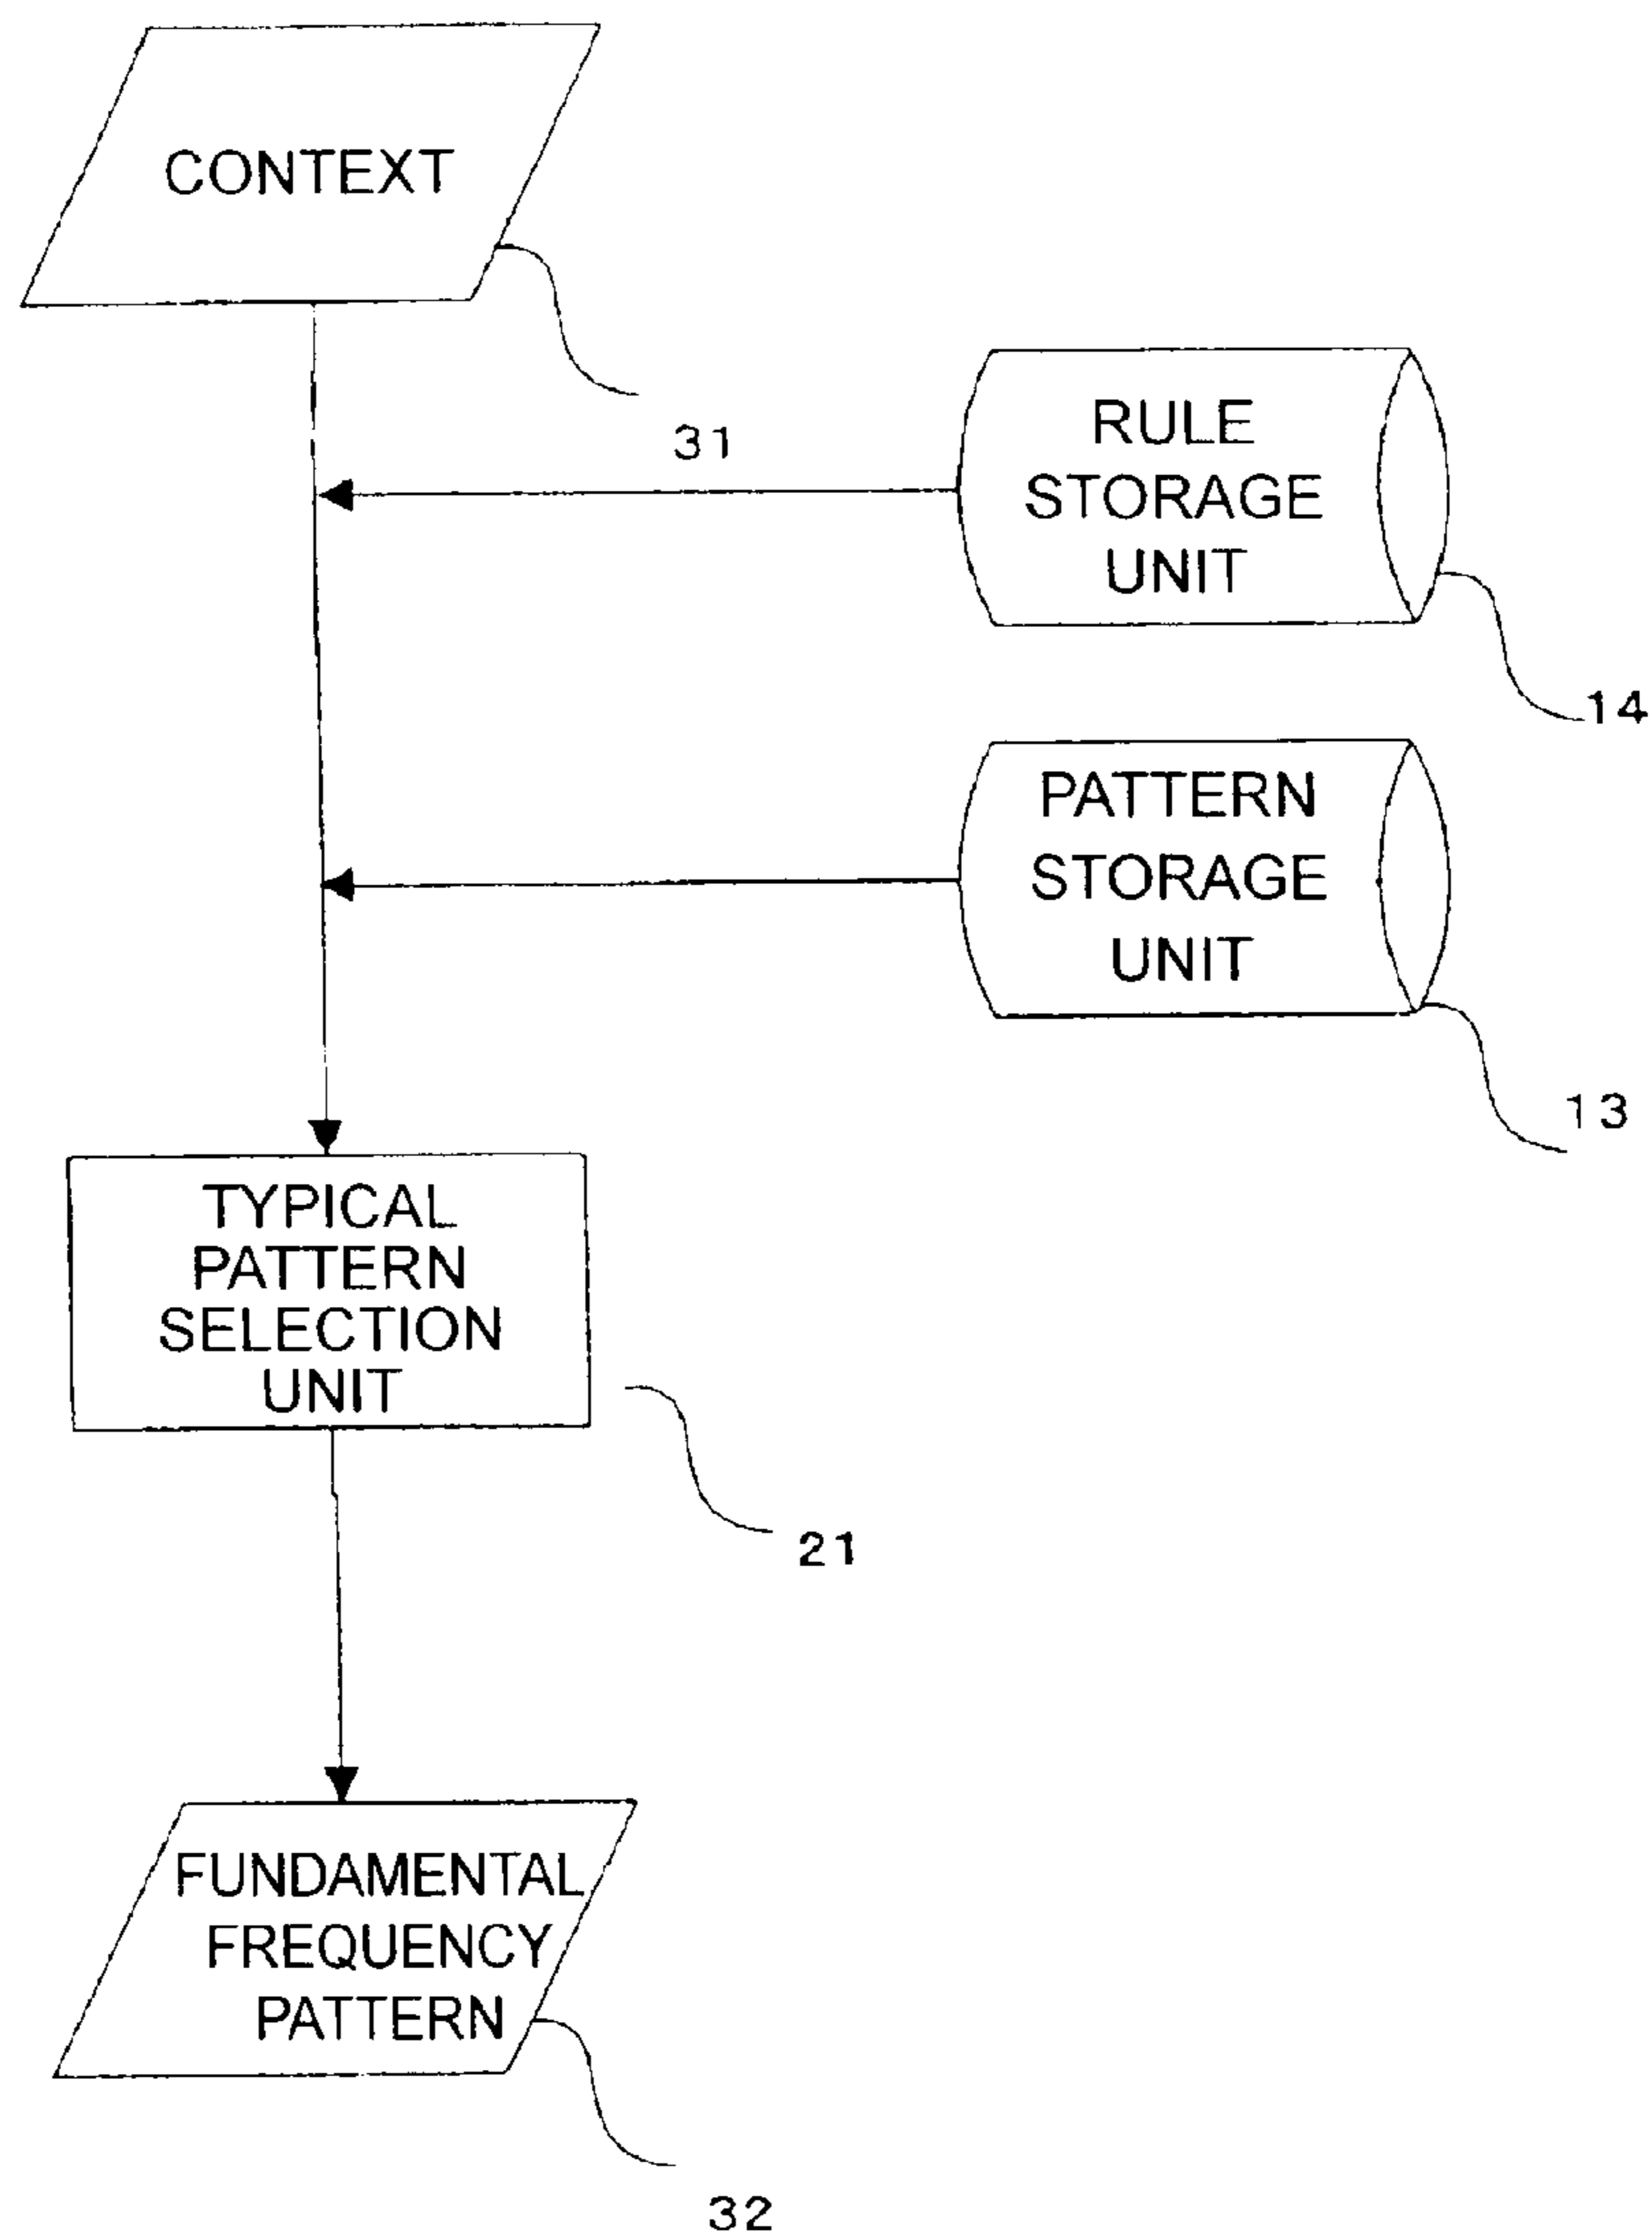 CONTEXT
31
RULE
STORAGE
UNIT
14
PATTERN
STORAGE
UNIT
13
TYPICAL
PATTERN
SELECTION
UNIT
21
FUNDAMENTAL
FREQUENCY
PATTERN
32